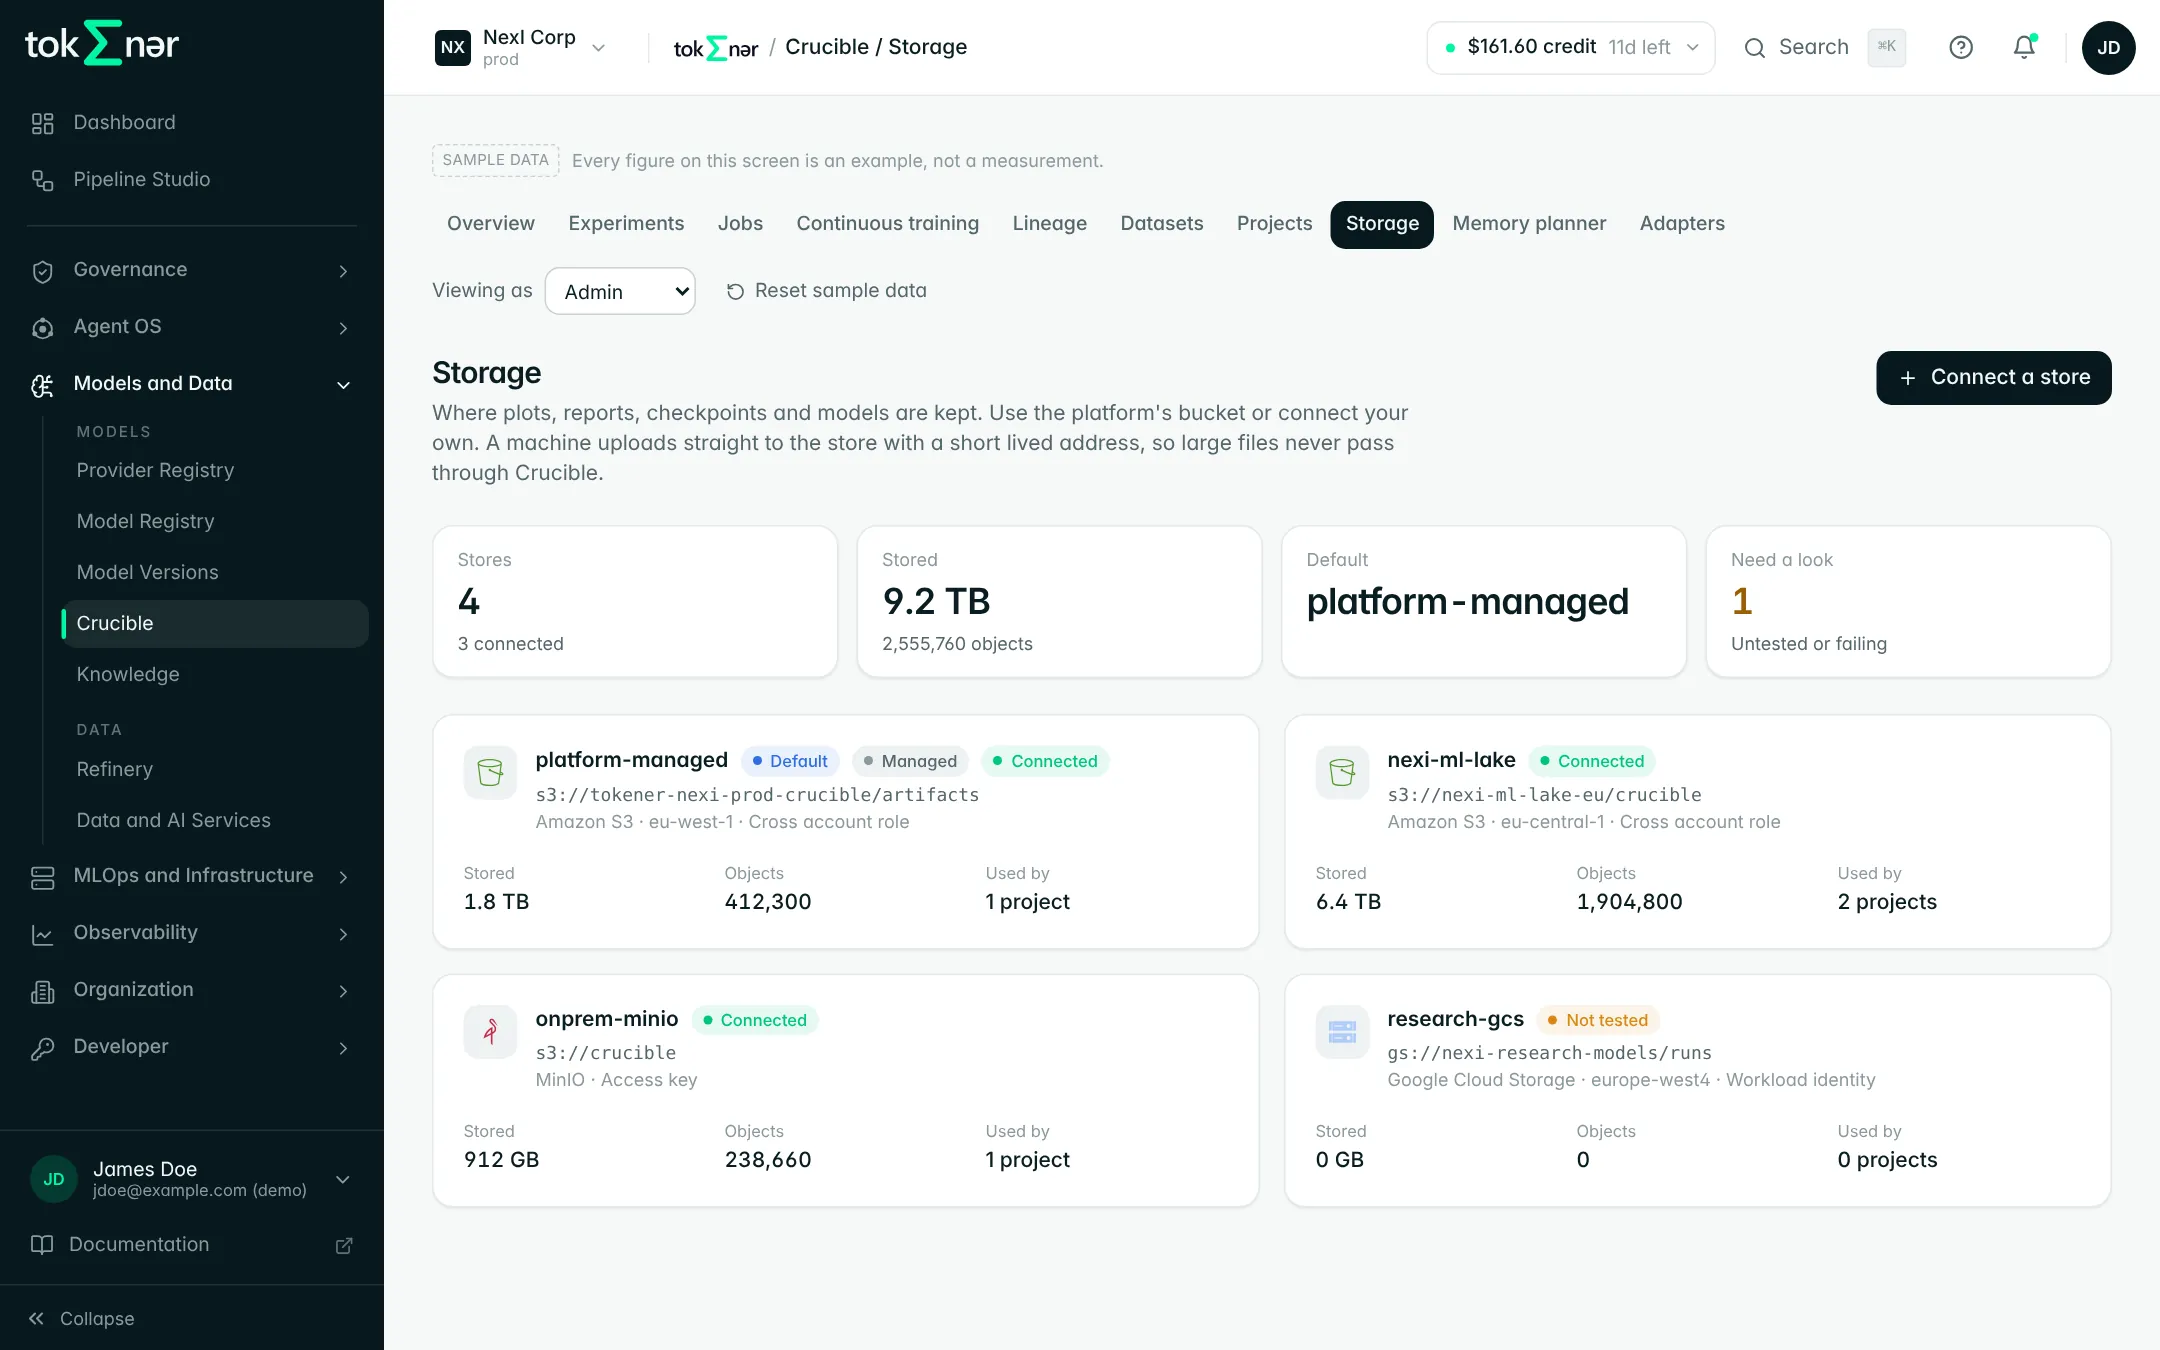 tokΣnər
Dashboard
Pipeline Studio
Governance
Agent OS
Models and Data
MODELS
Provider Registry
Model Registry
Model Versions
Crucible
Knowledge
DATA
Refinery
Data and AI Services
MLOps and Infrastructure
Observability
Organization
Developer
JD
James Doe
jdoe@example.com (demo)
Documentation
Collapse
NX
Nexl Corp
prod
tokΣnər / Crucible / Storage
$161.60 credit 11d left
Search ⌘K
JD
SAMPLE DATA Every figure on this screen is an example, not a measurement.
Overview Experiments Jobs Continuous training Lineage Datasets Projects Storage Memory planner Adapters
Viewing as Admin Reset sample data
Storage
Where plots, reports, checkpoints and models are kept. Use the platform's bucket or connect your
own. A machine uploads straight to the store with a short lived address, so large files never pass
through Crucible.
+ Connect a store
Stores
4
3 connected
Stored
9.2 TB
2,555,760 objects
Default
platform-managed
Need a look
1
Untested or failing
platform-managed Default Managed Connected
s3://tokener-nexi-prod-crucible/artifacts
Amazon S3 · eu-west-1 · Cross account role
Stored Objects Used by
1.8 TB 412,300 1 project
nexi-ml-lake Connected
s3://nexi-ml-lake-eu/crucible
Amazon S3 · eu-central-1 · Cross account role
Stored Objects Used by
6.4 TB 1,904,800 2 projects
onprem-minio Connected
s3://crucible
MinIO · Access key
Stored Objects Used by
912 GB 238,660 1 project
research-gcs Not tested
gs://nexi-research-models/runs
Google Cloud Storage · europe-west4 · Workload identity
Stored Objects Used by
0 GB 0 0 projects